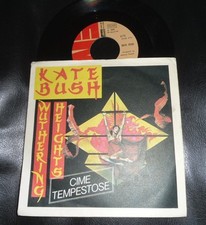 KATE
BUSH
WUTHERING
HEIGHTS
CIME
TEMPESTOSE